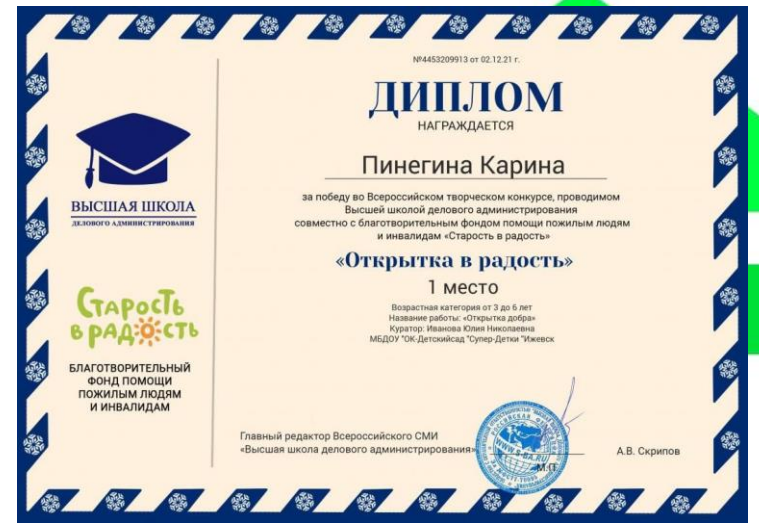 №4453209913 от 02.12.21 г.
ДИПЛОМ
НАГРАЖДАЕТСЯ
Пинегина Карина
за победу во Всероссийском творческом конкурсе, проводимом
Высшей школой делового администрирования
совместно с благотворительным фондом помощи пожилым людям
и инвалидам «Старость в радость»
«Открытка в радость»
1 место
Возрастная категория от 3 до 6 лет
Название работы: «Открытка добра»
Куратор: Иванова Юлия Николаевна
МБДОУ "ОК-Детскийсад "Супер-Детки "Ижевск
ВЫСШАЯ ШКОЛА
ДЕЛОВОГО АДМИНИСТРИРОВАНИЯ
Старость
в радость
БЛАГОТВОРИТЕЛЬНЫЙ
ФОНД ПОМОЩИ
ПОЖИЛЫМ ЛЮДЯМ
И ИНВАЛИДАМ
Главный редактор Всероссийского СМИ
«Высшая школа делового администрирования»
М.П.
А.В. Скрипов
WWW.S-BA.RU